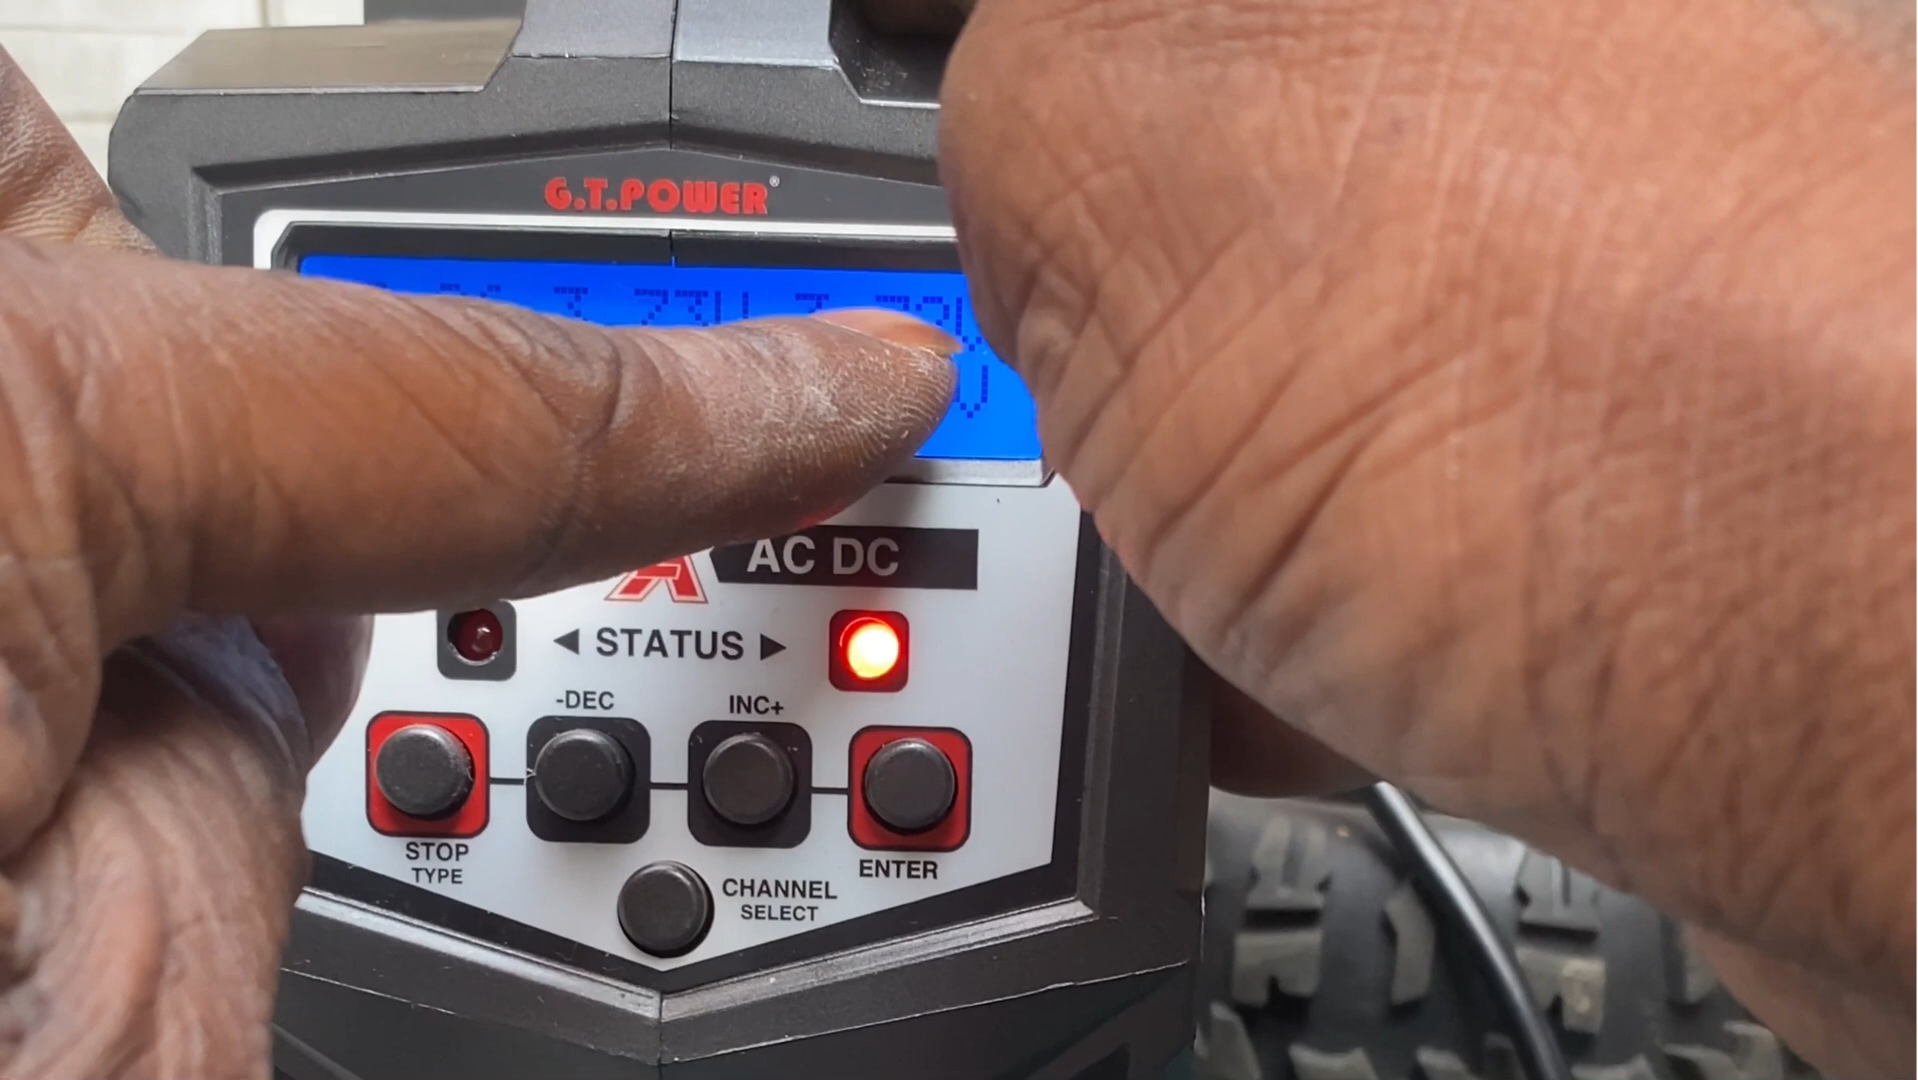 G.T.POWER®
AC DC
◀ STATUS ▶
-DEC
INC+
STOP
TYPE
ENTER
CHANNEL
SELECT